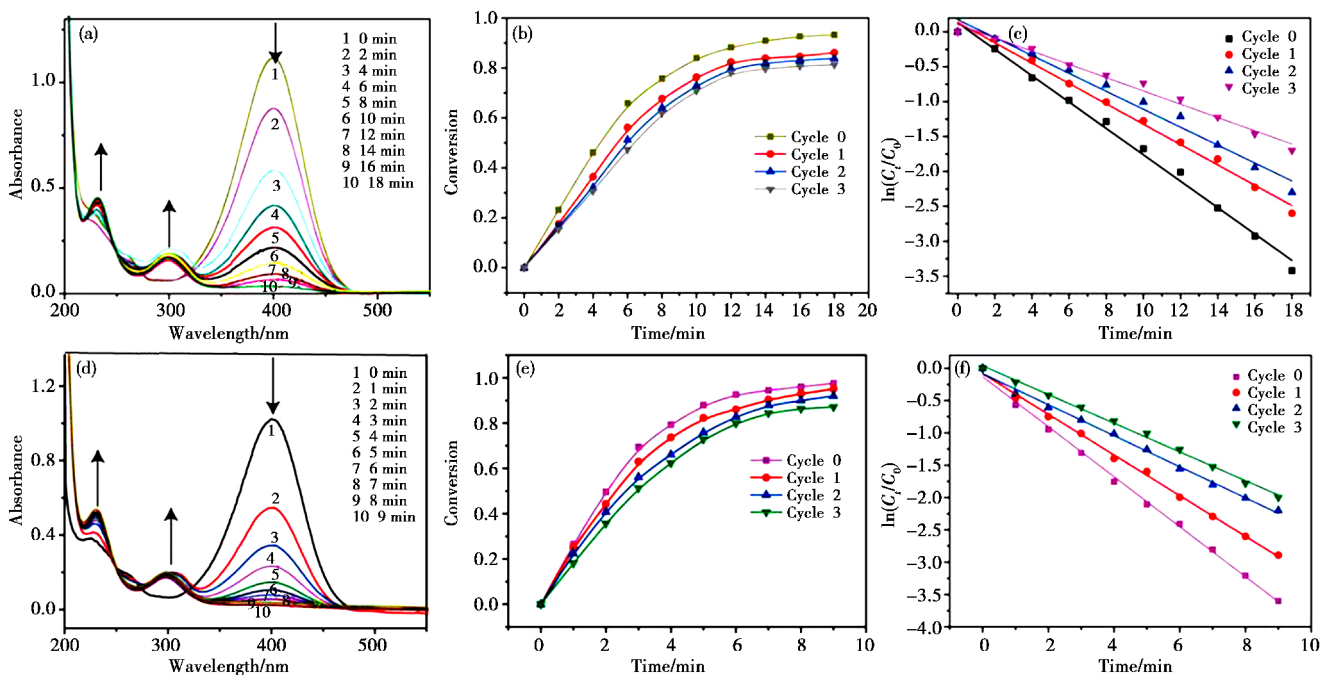 (a)
1 0 min
2 2 min
3 4 min
4 6 min
5 8 min
6 10 min
7 12 min
8 14 min
9 16 min
10 18 min
1
2
3
4
5
6
7
8
9
10
1.0
0.5
0.0
200
300
400
500
Absorbance
Wavelength/nm
(b)
Cycle 0
Cycle 1
Cycle 2
Cycle 3
1.0
0.8
0.6
0.4
0.2
0.0
0 2 4 6 8 10 12 14 16 18 20
Conversion
Time/min
(c)
Cycle 0
Cycle 1
Cycle 2
Cycle 3
0.0
−0.5
−1.0
−1.5
−2.0
−2.5
−3.0
−3.5
0 2 4 6 8 10 12 14 16 18
ln(Ct/C0)
Time/min
(d)
1 0 min
2 1 min
3 2 min
4 3 min
5 4 min
6 5 min
7 6 min
8 7 min
9 8 min
10 9 min
1
2
3
4
5
6
7
8
9
10
1.2
0.8
0.4
0.0
200
300
400
500
Absorbance
Wavelength/nm
(e)
Cycle 0
Cycle 1
Cycle 2
Cycle 3
1.0
0.8
0.6
0.4
0.2
0.0
0 2 4 6 8 10
Conversion
Time/min
(f)
Cycle 0
Cycle 1
Cycle 2
Cycle 3
0.0
−0.5
−1.0
−1.5
−2.0
−2.5
−3.0
−3.5
−4.0
0 2 4 6 8 10
ln(Ct/C0)
Time/min